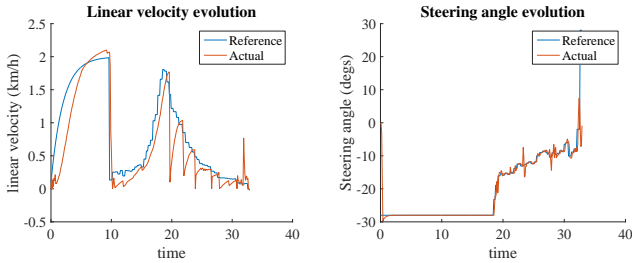 Linear velocity evolution
2.5
2
1.5
1
0.5
0
-0.5
0
10
20
30
40
linear velocity (km/h)
time
Reference
Actual
Steering angle evolution
30
20
10
0
-10
-20
-30
0
10
20
30
40
Steering angle (degs)
time
Reference
Actual